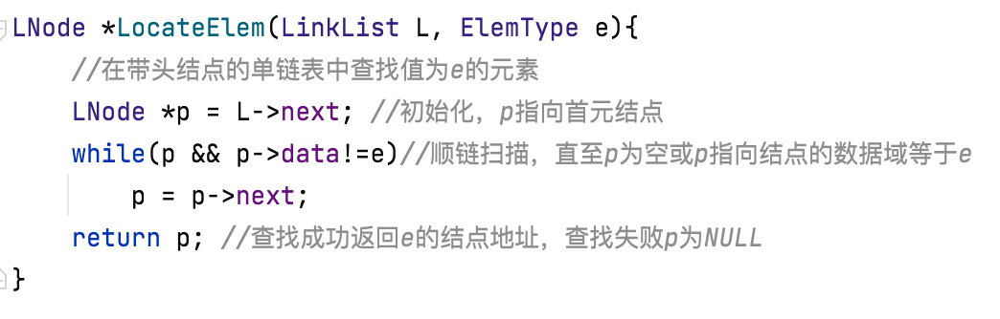 LNode *LocateElem(LinkList L, ElemType e){
    //在带头结点的单链表中查找值为e的元素
    LNode *p = L->next; //初始化，p指向首元结点
    while(p && p->data!=e)//顺链扫描，直至p为空或p指向结点的数据域等于e
        p = p->next;
    return p; //查找成功返回e的结点地址，查找失败p为NULL
}